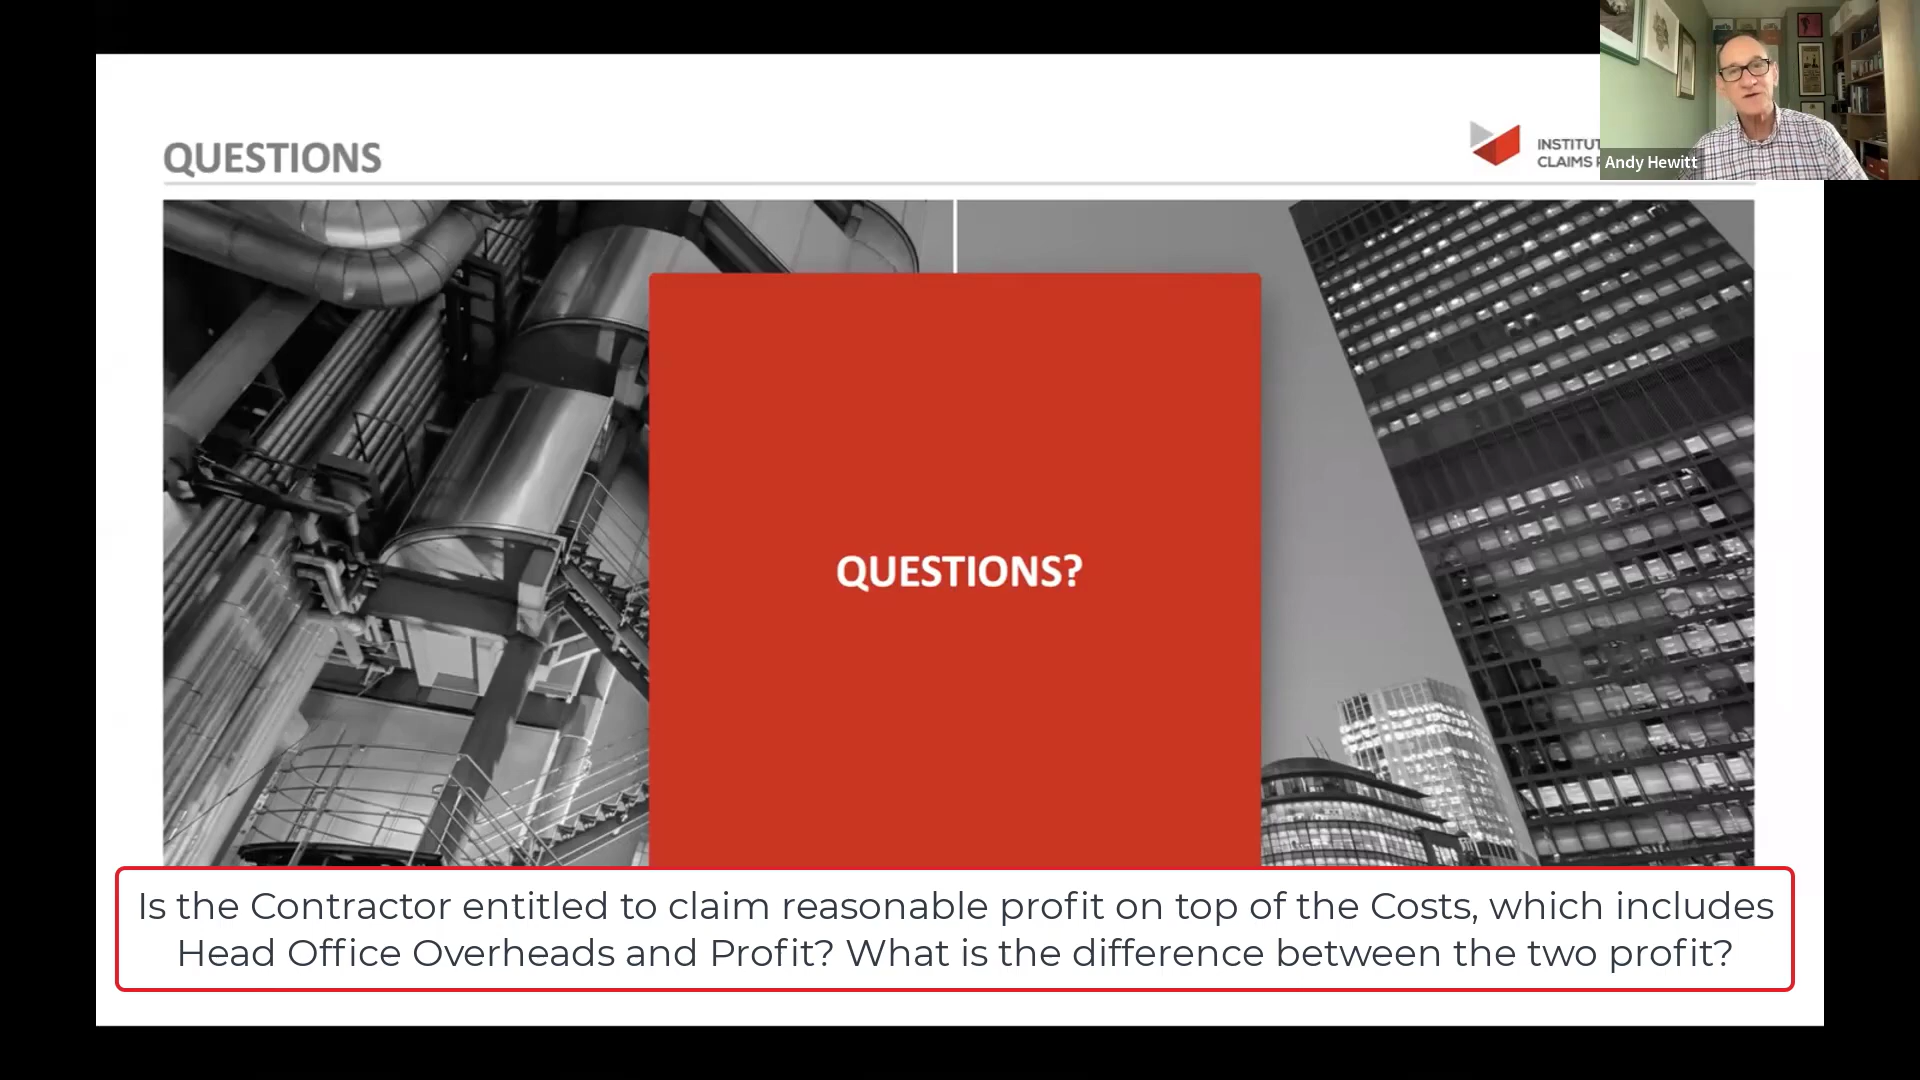 QUESTIONS
INSTITUT
CLAIMS
Andy Hewitt
QUESTIONS?
Is the Contractor entitled to claim reasonable profit on top of the Costs, which includes
Head Office Overheads and Profit? What is the difference between the two profit?